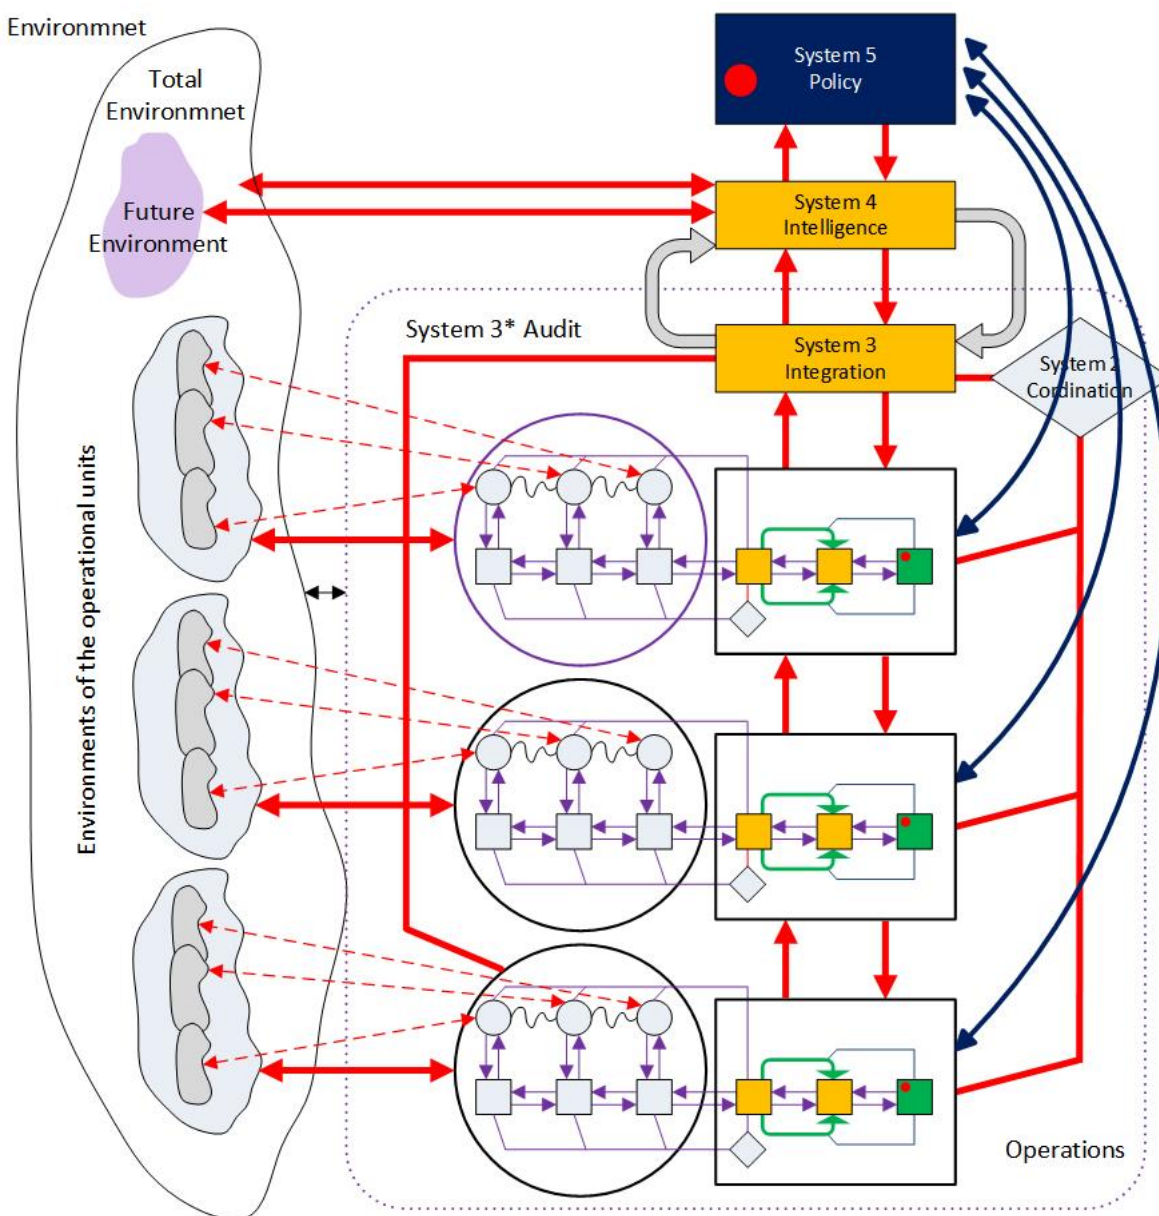 Environmnet
Total
Environmnet
Future
Environment
System 5
Policy
System 4
Intelligence
System 3* Audit
System 3
Integration
System 2
Cordination
Environments of the operational units
Operations